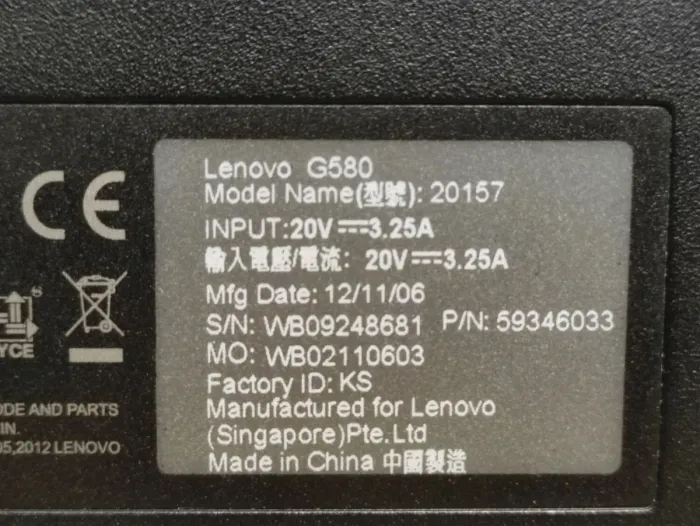 Lenovo G580
Model Name(型號): 20157
INPUT:20V⎓3.25A
輸入電壓/電流: 20V⎓3.25A
Mfg Date: 12/11/06
S/N: WB09248681 P/N: 59346033
MO: WB02110603
Factory ID: KS
Manufactured for Lenovo
(Singapore)Pte.Ltd
Made in China 中國製造
CE
YCE
ODE AND PARTS
IN.
05,2012 LENOVO